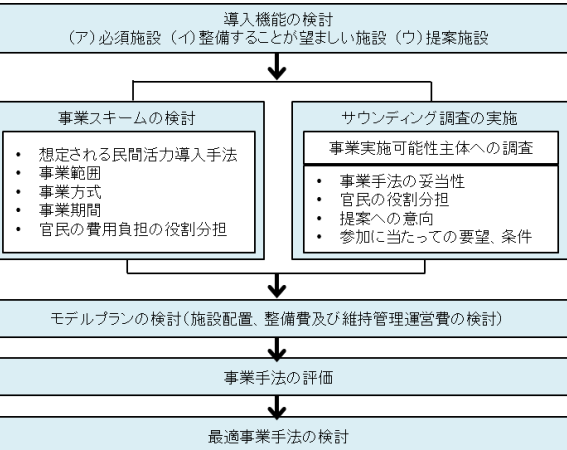 導入機能の検討
(ア)必須施設 (イ)整備することが望ましい施設 (ウ)提案施設
事業スキームの検討
• 想定される民間活力導入手法
• 事業範囲
• 事業方式
• 事業期間
• 官民の費用負担の役割分担
サウンディング調査の実施
事業実施可能性主体への調査
• 事業手法の妥当性
• 官民の役割分担
• 提案への意向
• 参加に当たっての要望、条件
モデルプランの検討(施設配置、整備費及び維持管理運営費の検討)
事業手法の評価
最適事業手法の検討